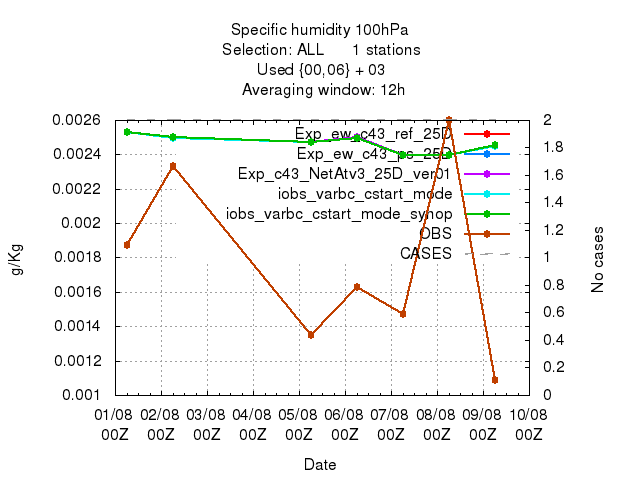 Specific humidity 100hPa
Selection: ALL 1 stations
Used {00,06} + 03
Averaging window: 12h
0.0026
0.0024
0.0022
0.002
0.0018
0.0016
0.0014
0.0012
0.001
g/Kg
2
1.8
1.6
1.4
1.2
1
0.8
0.6
0.4
0.2
0
No cases
Exp_ew_c43_ref_25D
Exp_ew_c43_ps_25D
Exp_c43_NetAtv3_25D_ver01
iobs_varbc_cstart_mode
iobs_varbc_cstart_mode_synop
OBS
CASES
01/08 02/08 03/08 04/08 05/08 06/08 07/08 08/08 09/08 10/08
00Z 00Z 00Z 00Z 00Z 00Z 00Z 00Z 00Z 00Z
Date